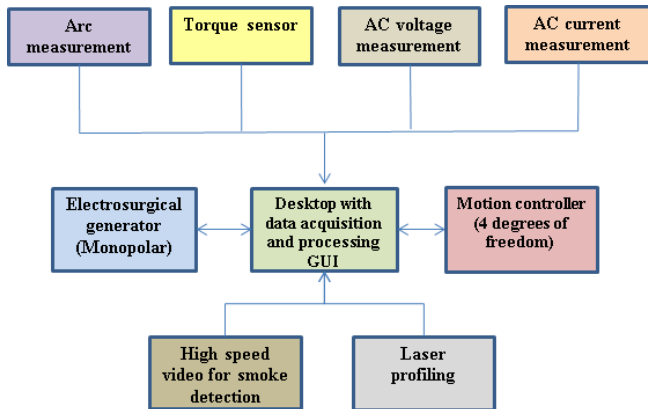 Arc
measurement
Torque sensor
AC voltage
measurement
AC current
measurement
Electrosurgical
generator
(Monopolar)
Desktop with
data acquisition
and processing
GUI
Motion controller
(4 degrees of
freedom)
High speed
video for smoke
detection
Laser
profiling